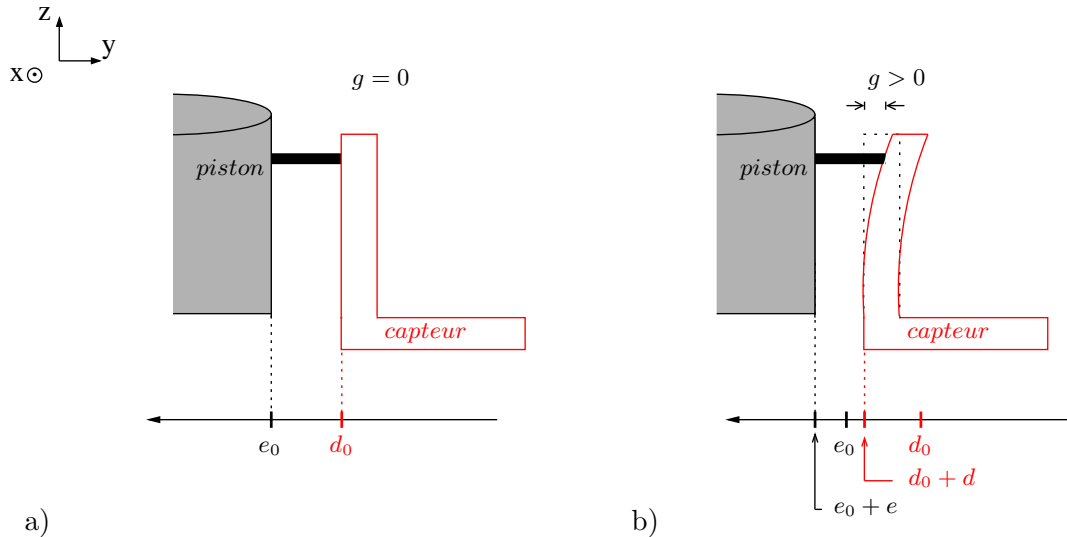 z
y
x
g = 0
piston
capteur
e₀
d₀
a)
g > 0
piston
capteur
e₀
d₀
d₀ + d
e₀ + e
b)